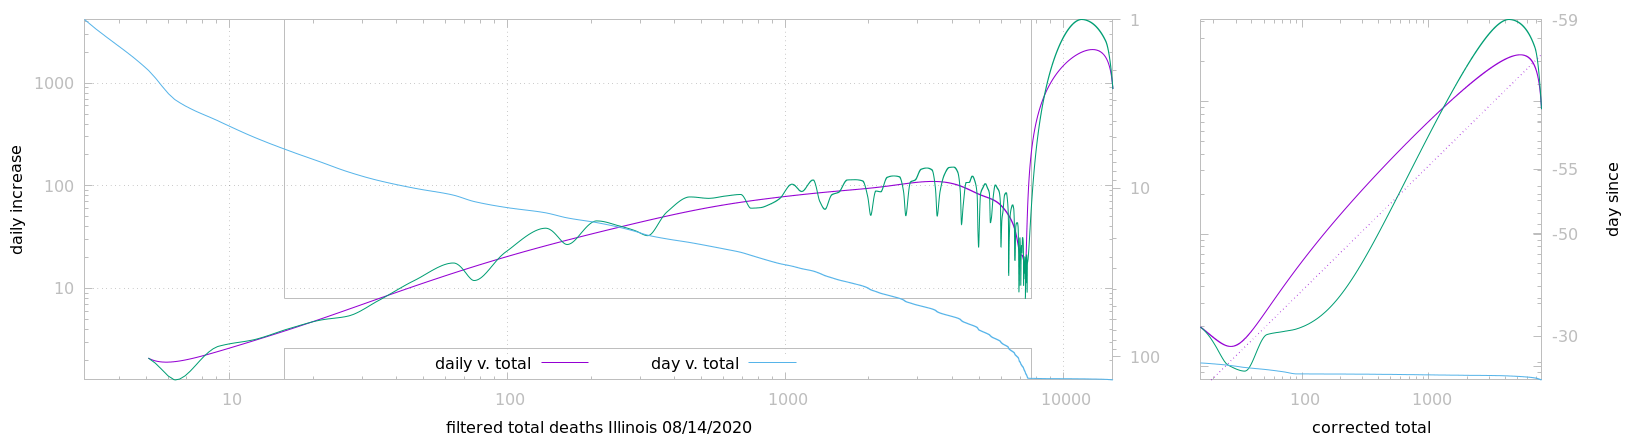 1000
100
10
daily increase
daily v. total
day v. total
1
10
100
10
100
1000
10000
filtered total deaths Illinois 08/14/2020
-59
-55
-50
-30
day since
100
1000
corrected total